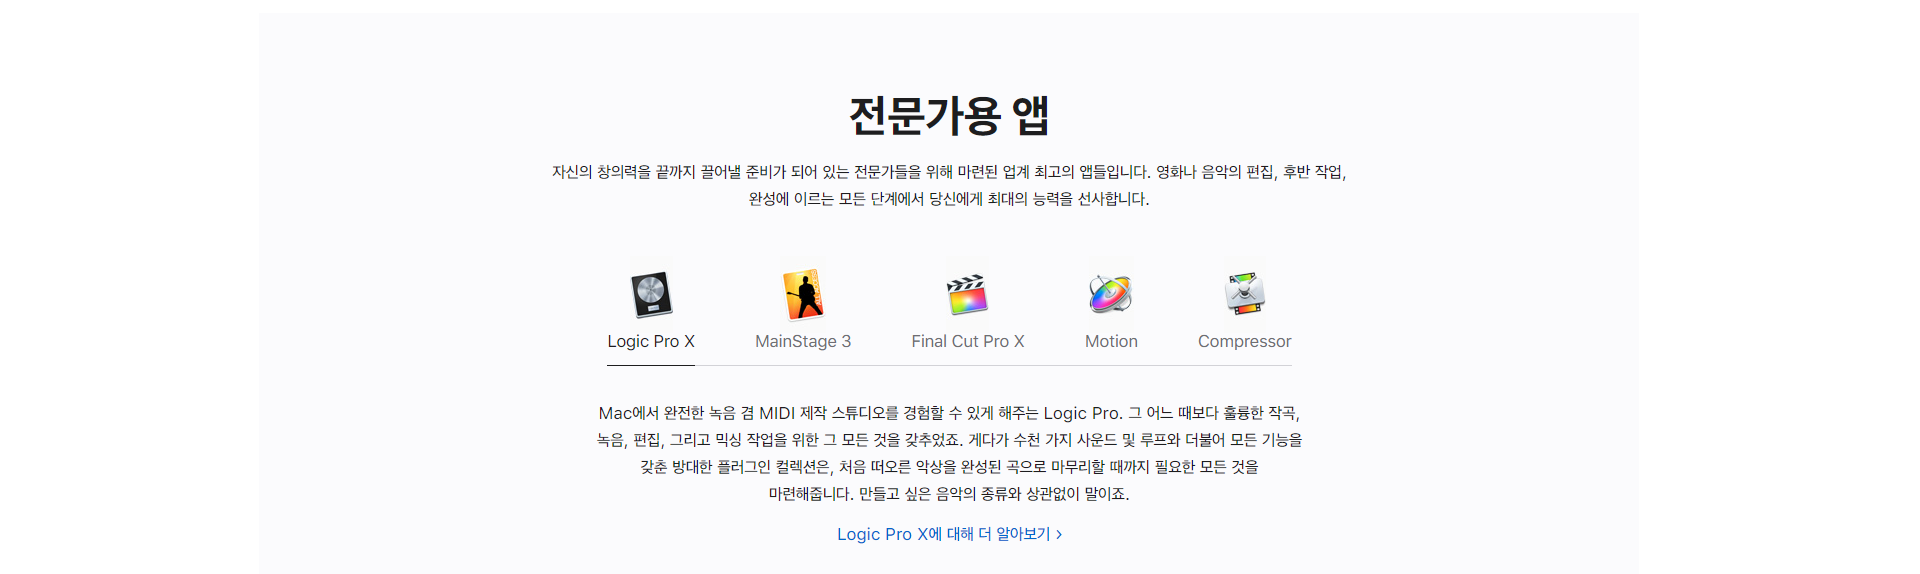 전문가용 앱
자신의 창의력을 끝까지 끌어낼 준비가 되어 있는 전문가들을 위해 마련된 업계 최고의 앱들입니다. 영화나 음악의 편집, 후반 작업,
완성에 이르는 모든 단계에서 당신에게 최대의 능력을 선사합니다.
Logic Pro X
MainStage 3
Final Cut Pro X
Motion
Compressor
Mac에서 완전한 녹음 겸 MIDI 제작 스튜디오를 경험할 수 있게 해주는 Logic Pro. 그 어느 때보다 훌륭한 작곡,
녹음, 편집, 그리고 믹싱 작업을 위한 그 모든 것을 갖추었죠. 게다가 수천 가지 사운드 및 루프와 더불어 모든 기능을
갖춘 방대한 플러그인 컬렉션은, 처음 떠오른 악상을 완성된 곡으로 마무리할 때까지 필요한 모든 것을
마련해줍니다. 만들고 싶은 음악의 종류와 상관없이 말이죠.
Logic Pro X에 대해 더 알아보기 >